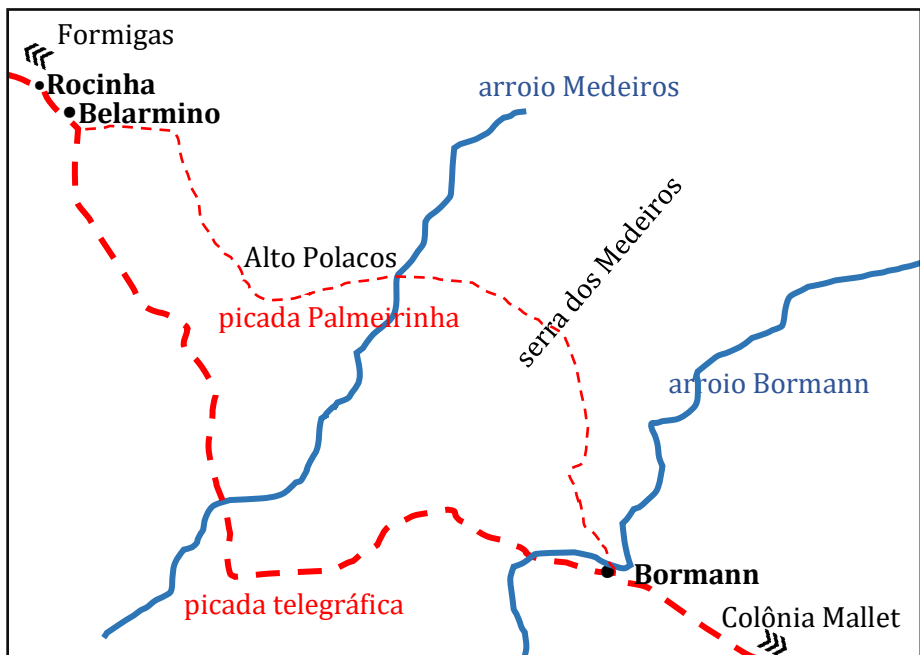 Formigas
Rocinha
Belarmino
arroio Medeiros
serra dos Medeiros
Alto Polacos
picada Palmeirinha
arroio Bormann
Bormann
picada telegráfica
Colônia Mallet